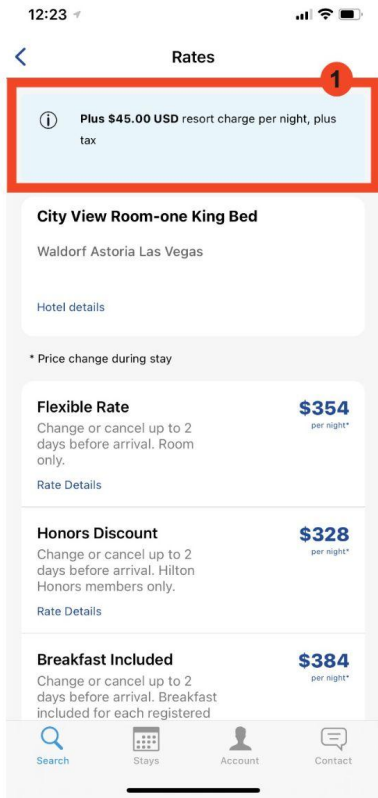 12:23
Rates
1
Plus $45.00 USD resort charge per night, plus
tax
City View Room-one King Bed
Waldorf Astoria Las Vegas
Hotel details
* Price change during stay
Flexible Rate
$354
Change or cancel up to 2
per night*
days before arrival. Room
only.
Rate Details
Honors Discount
$328
Change or cancel up to 2
per night*
days before arrival. Hilton
Honors members only.
Rate Details
Breakfast Included
$384
Change or cancel up to 2
per night*
days before arrival. Breakfast
included for each registered
Search
Stays
Account
Contact